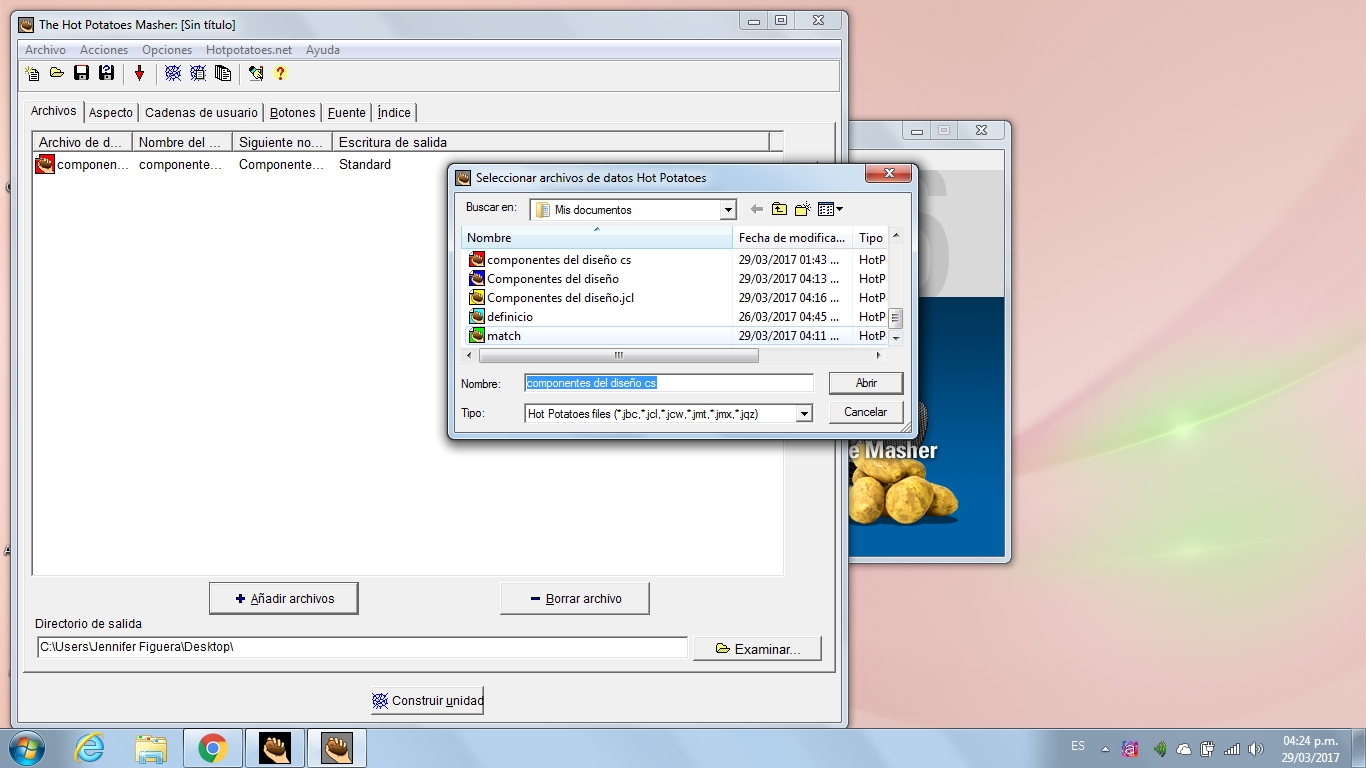 The Hot Potatoes Masher: [Sin título]
Archivo Acciones Opciones Hotpotatoes.net Ayuda
Archivos Aspecto Cadenas de usuario Botones Fuente Índice
Archivo de d... Nombre del ... Siguiente no... Escritura de salida
componen... componente... Componente... Standard
Seleccionar archivos de datos Hot Potatoes
Buscar en: Mis documentos
Nombre Fecha de modifica... Tipo
componentes del diseño cs 29/03/2017 01:43 ... HotP
Componentes del diseño 29/03/2017 04:13 ... HotP
Componentes del diseño.jcl 29/03/2017 04:16 ... HotP
definicio 26/03/2017 04:45 ... HotP
match 29/03/2017 04:11 ... HotP
Nombre: componentes del diseño cs Abrir
Tipo: Hot Potatoes files (*.jbc,*.jcl,*.jcw,*.jmt,*.jmx,*.jqz) Cancelar
6
e Masher
+ Añadir archivos − Borrar archivo
Directorio de salida
C:\Users\Jennifer Figuera\Desktop\ Examinar...
Construir unidad
ES 04:24 p.m.
29/03/2017